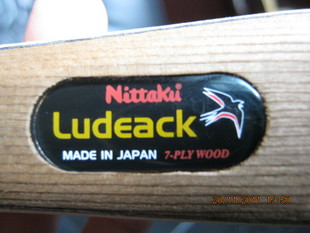 Nittaku
Ludeack
MADE IN JAPAN 7-PLY WOOD